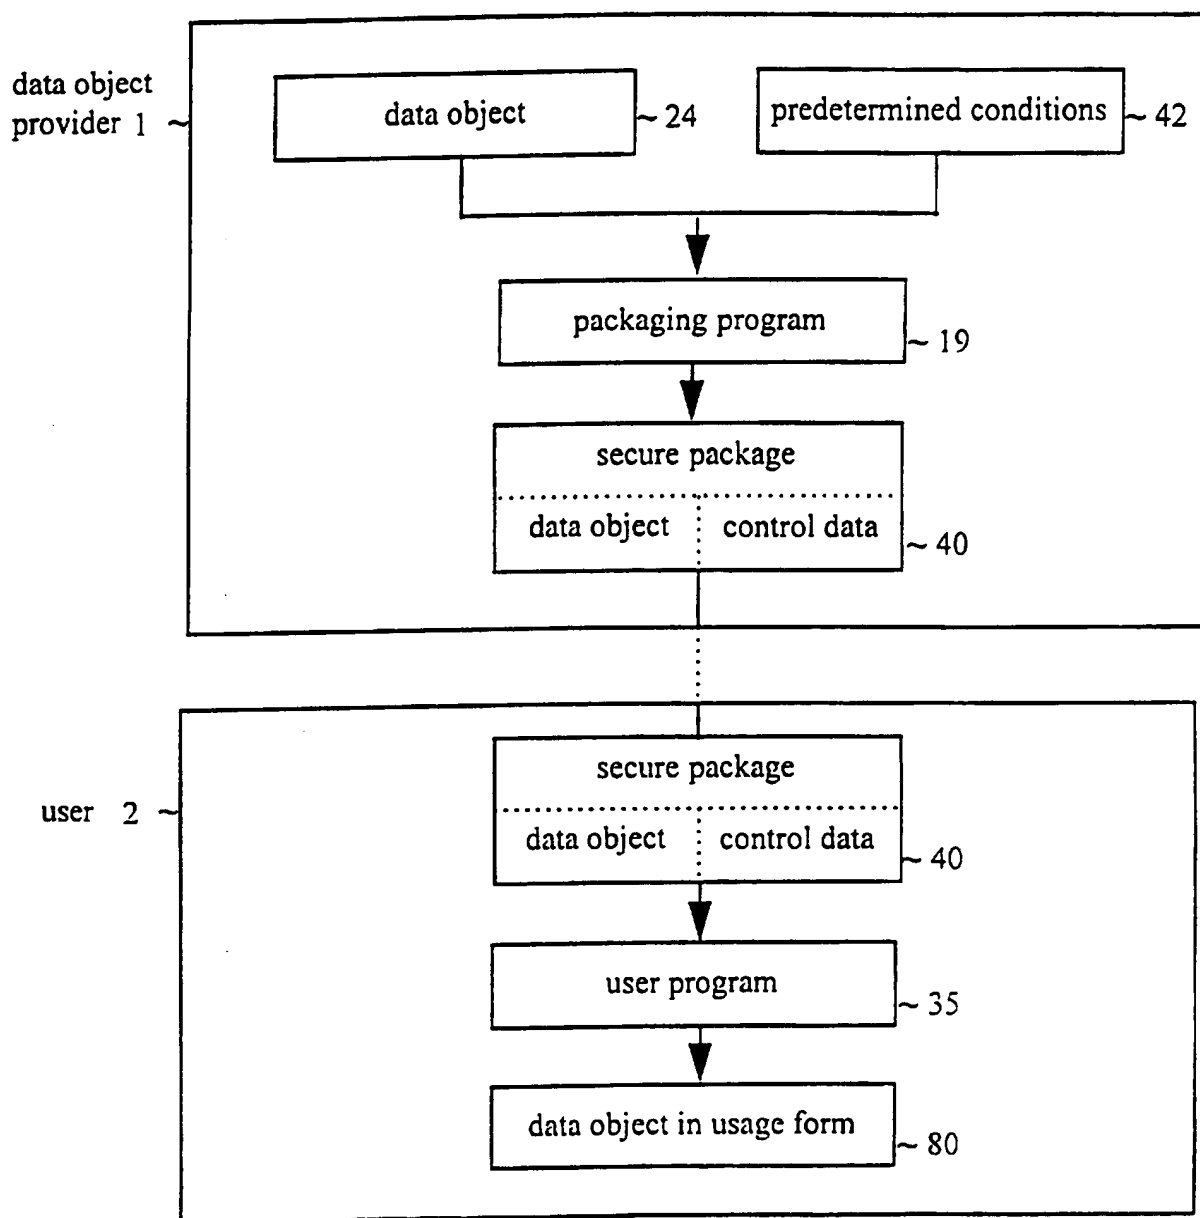 data object
provider 1 ~
data object ~ 24
predetermined conditions ~ 42
packaging program ~ 19
secure package
data object control data ~ 40
user 2 ~
secure package
data object control data ~ 40
user program ~ 35
data object in usage form ~ 80